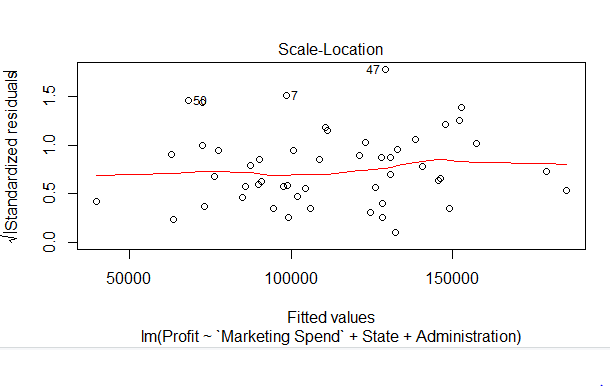 Scale-Location
√|Standardized residuals|
1.5
1.0
0.5
0.0
47
50
7
50000
100000
150000
Fitted values
lm(Profit ~ `Marketing Spend` + State + Administration)